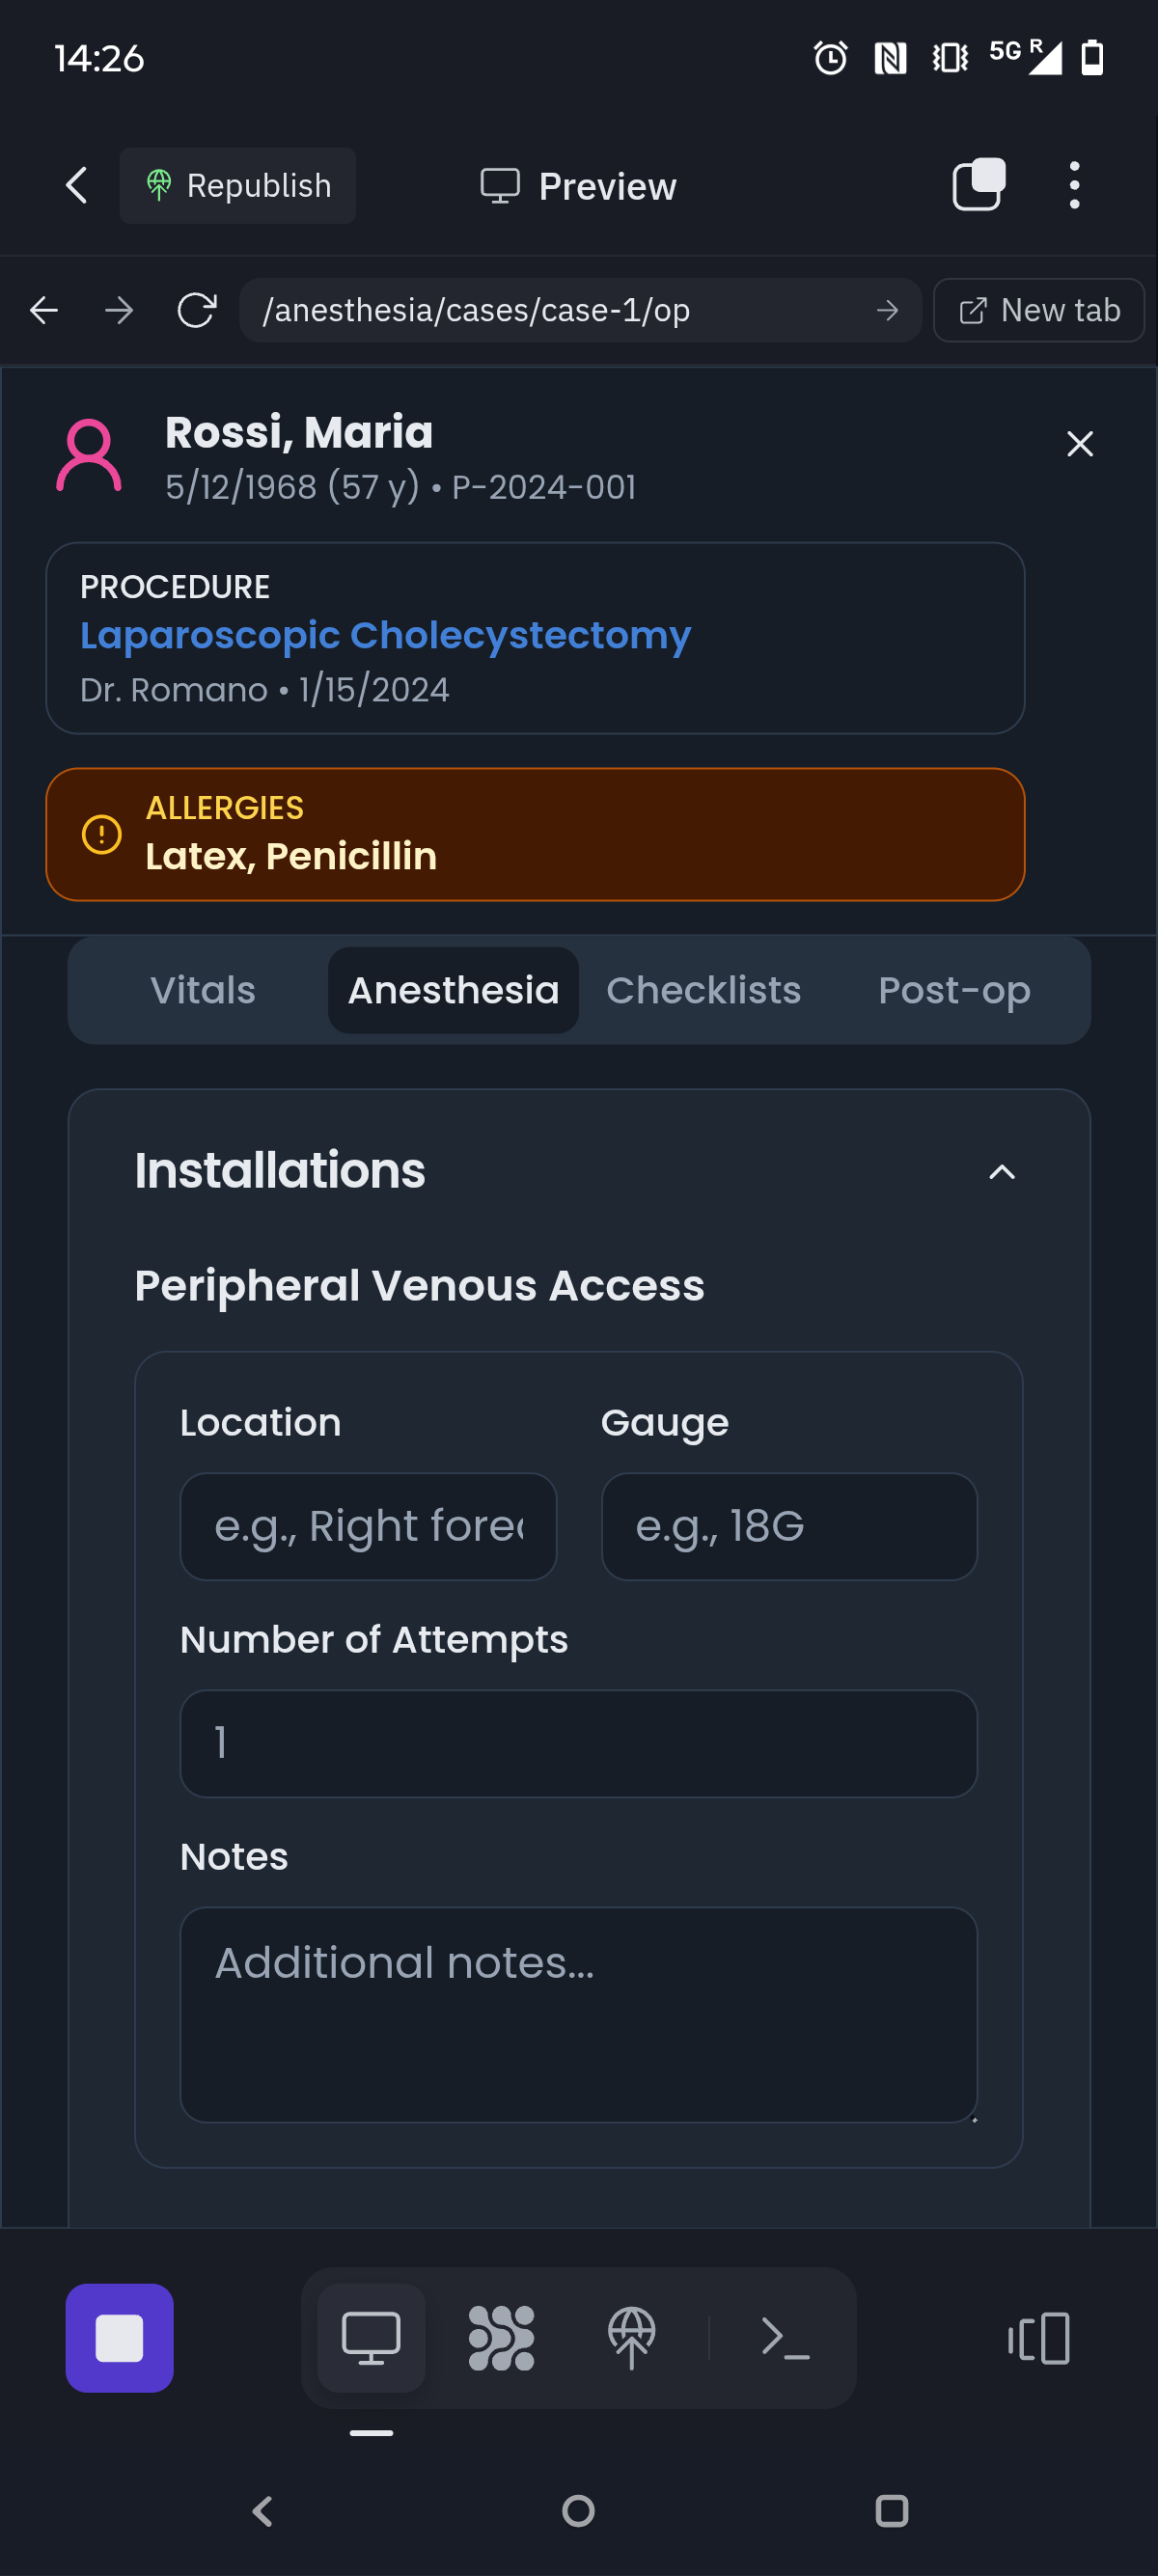 14:26
5G R
Republish
Preview
/anesthesia/cases/case-1/op
New tab
Rossi, Maria
5/12/1968 (57 y) • P-2024-001
PROCEDURE
Laparoscopic Cholecystectomy
Dr. Romano • 1/15/2024
ALLERGIES
Latex, Penicillin
Vitals Anesthesia Checklists Post-op
Installations
Peripheral Venous Access
Location Gauge
e.g., Right fore e.g., 18G
Number of Attempts
1
Notes
Additional notes...